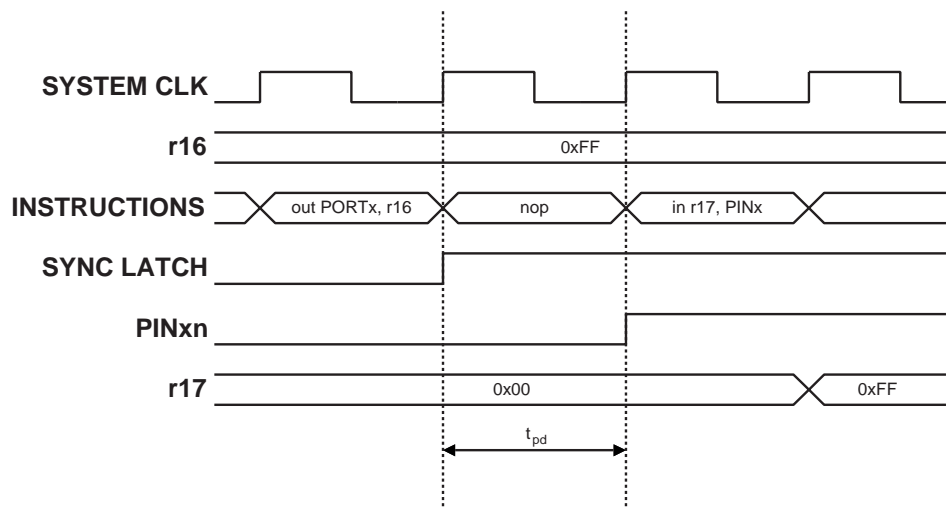 SYSTEM CLK
r16
0xFF
INSTRUCTIONS
out PORTx, r16
nop
in r17, PINx
SYNC LATCH
PINxn
r17
0x00
0xFF
tpd